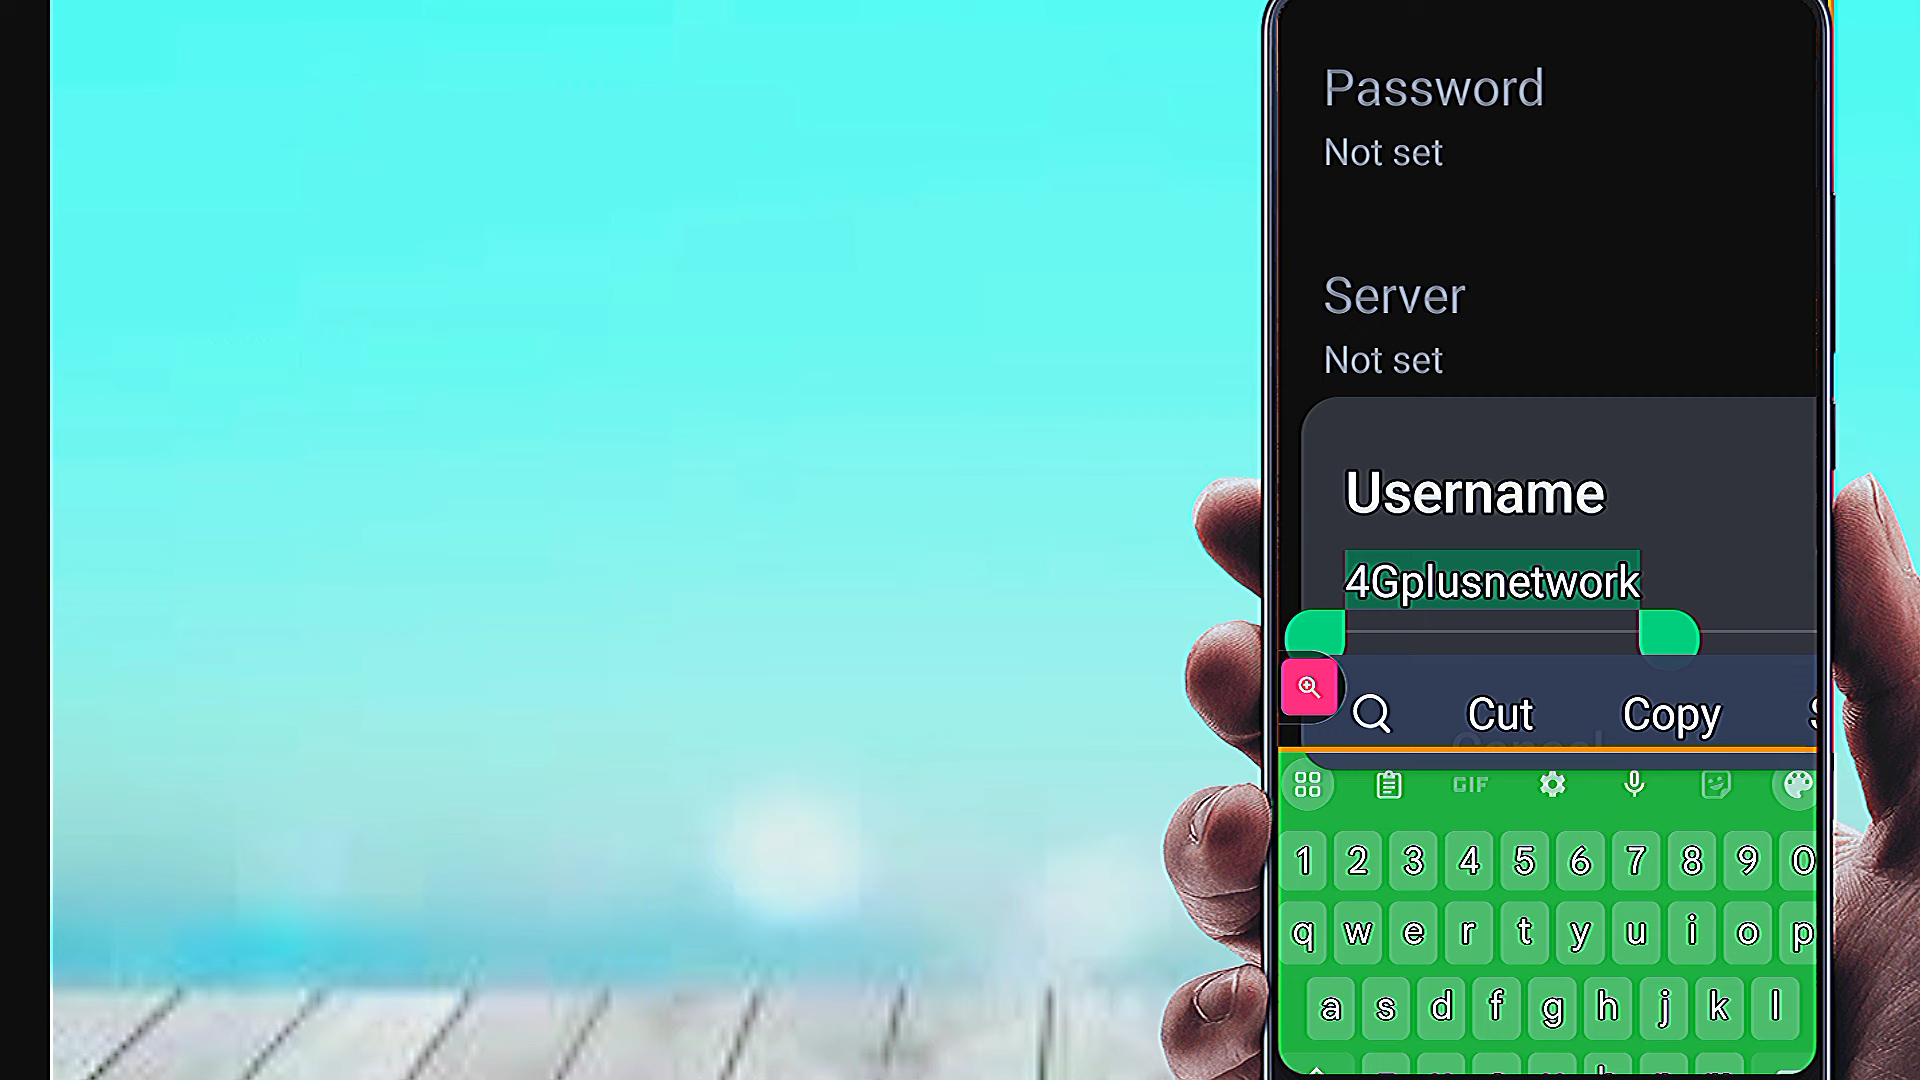 Password
Not set
Server
Not set
Username
4Gplusnetwork
Cut Copy
Cancel
GIF
1 2 3 4 5 6 7 8 9 0
q w e r t y u i o p
a s d f g h j k l